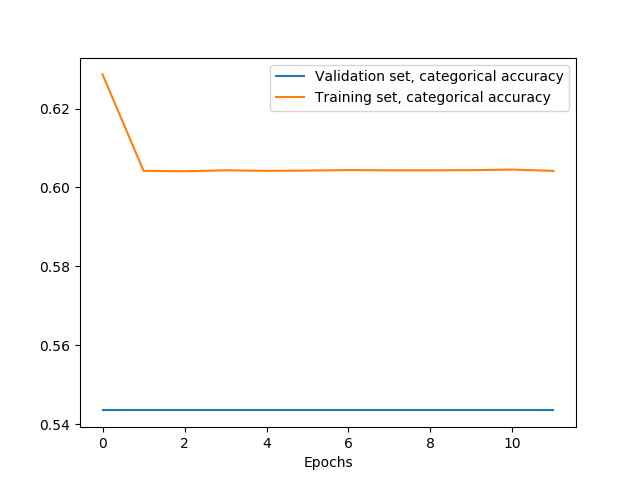 Validation set, categorical accuracy
Training set, categorical accuracy
0.62
0.60
0.58
0.56
0.54
0 2 4 6 8 10
Epochs